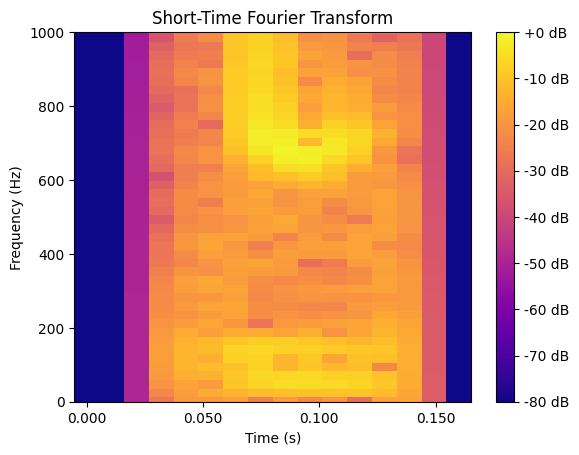 Short-Time Fourier Transform
Frequency (Hz)
1000
800
600
400
200
0
0.000
0.050
0.100
0.150
Time (s)
+0 dB
-10 dB
-20 dB
-30 dB
-40 dB
-50 dB
-60 dB
-70 dB
-80 dB